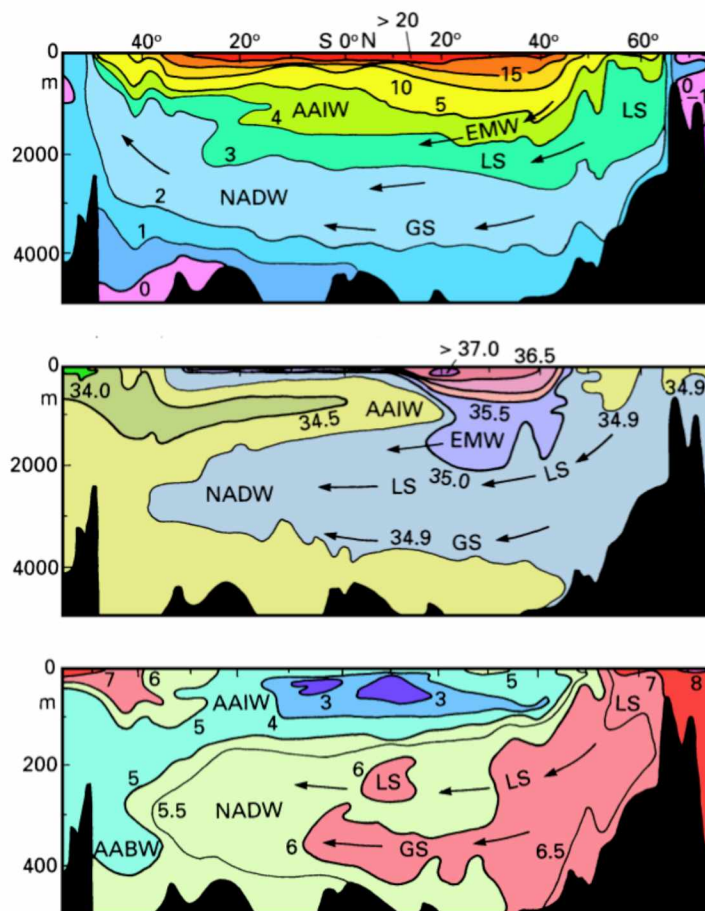 > 20
40° 20° S 0° N 20° 40° 60°
0
m
2000
4000
15
10
5
4 AAIW
EMW
LS
0
-1
3
LS
NADW
2
GS
1
0
> 37.0 36.5
0
m
2000
4000
34.0
34.5
AAIW
35.5
34.9
34.9
EMW
35.0
LS
NADW
LS
34.9
GS
0
m
200
400
7
6
5
AAIW
4
3
3
5
LS
7
8
5
6
LS
LS
5.5
NADW
AABW
6
GS
6.5